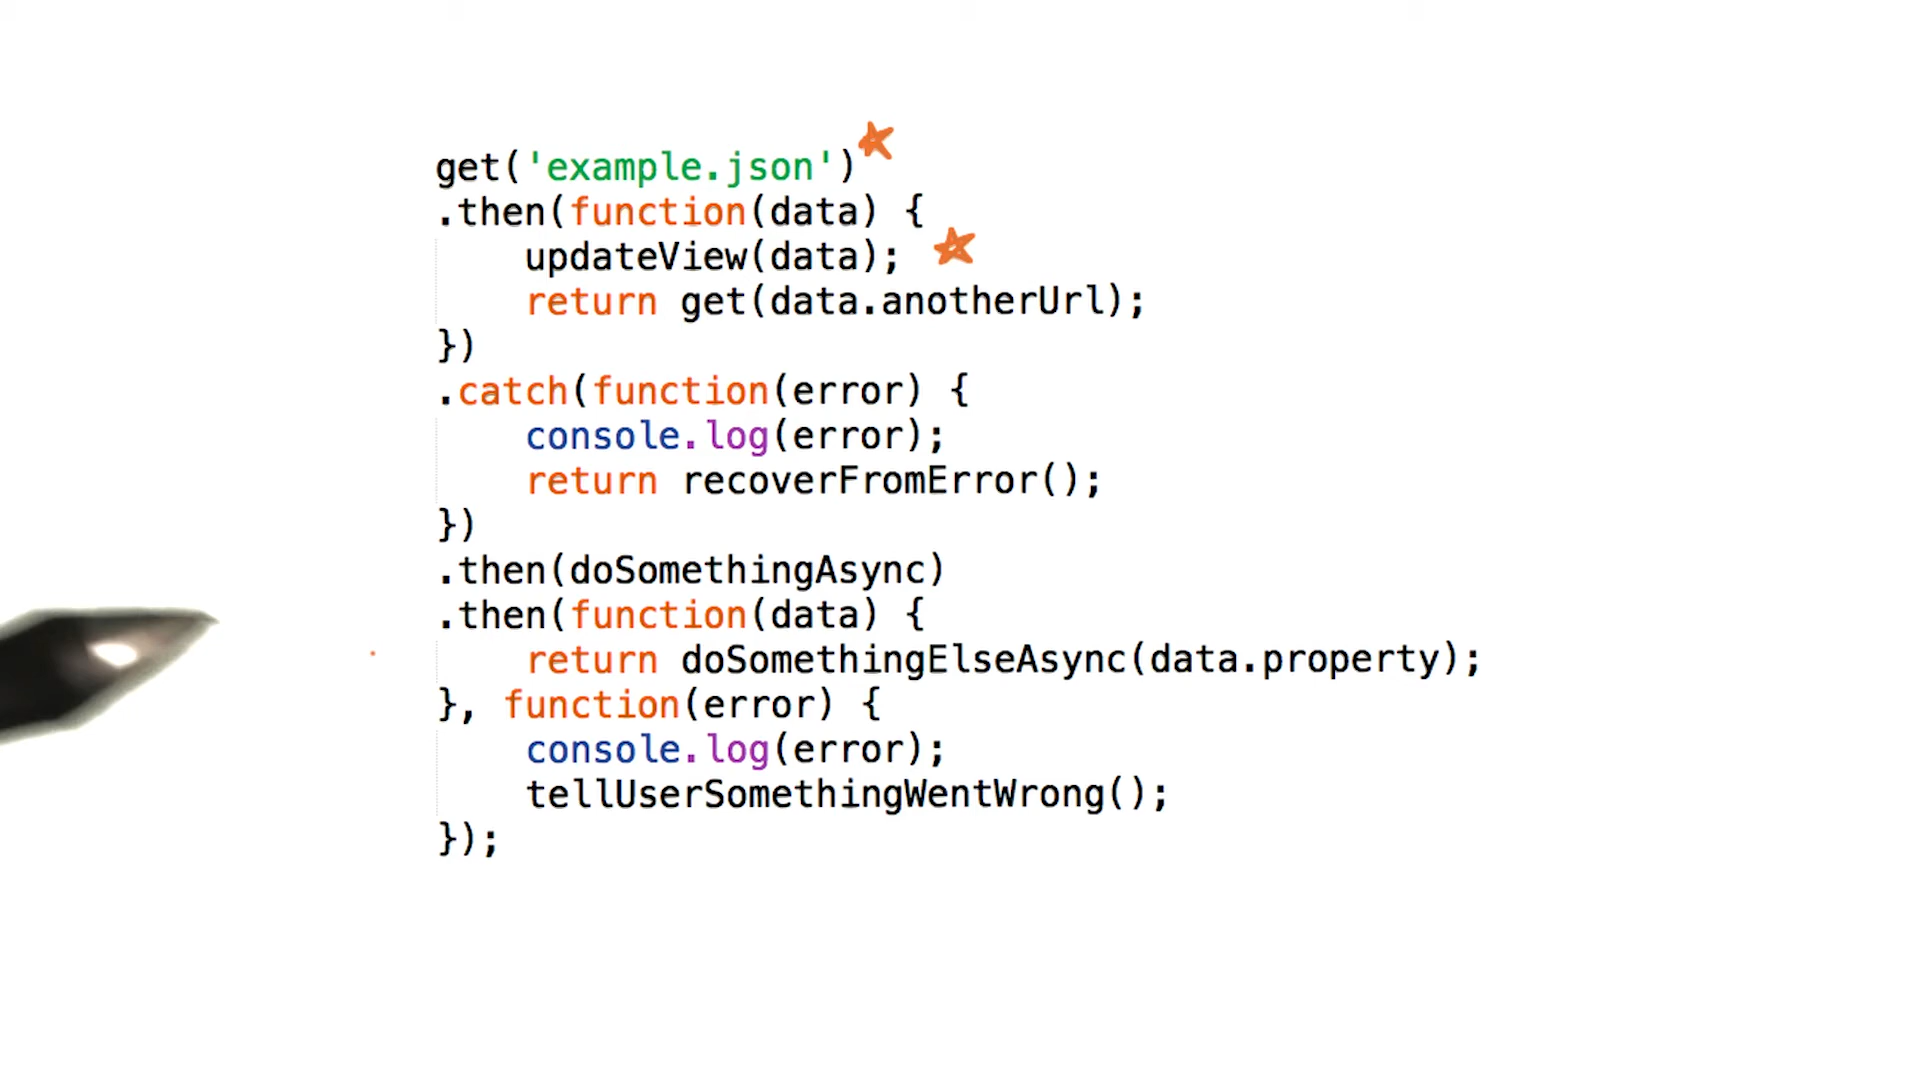 get('example.json')
.then(function(data) {
    updateView(data);
    return get(data.anotherUrl);
})
.catch(function(error) {
    console.log(error);
    return recoverFromError();
})
.then(doSomethingAsync)
.then(function(data) {
    return doSomethingElseAsync(data.property);
}, function(error) {
    console.log(error);
    tellUserSomethingWentWrong();
});